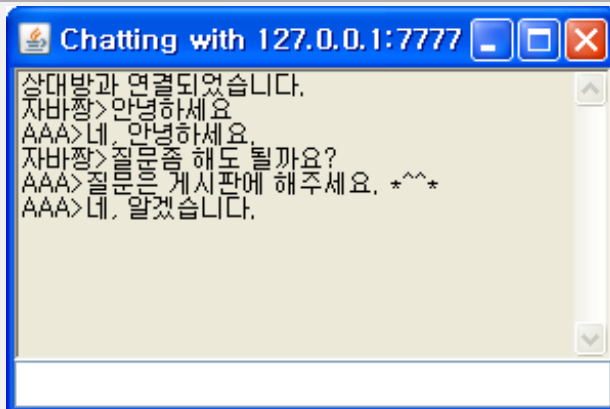 Chatting with 127.0.0.1:7777
상대방과 연결되었습니다.
자바짱>안녕하세요
AAA>네, 안녕하세요.
자바짱>질문좀 해도 될까요?
AAA>질문은 게시판에 해주세요. *^^*
AAA>네, 알겠습니다.